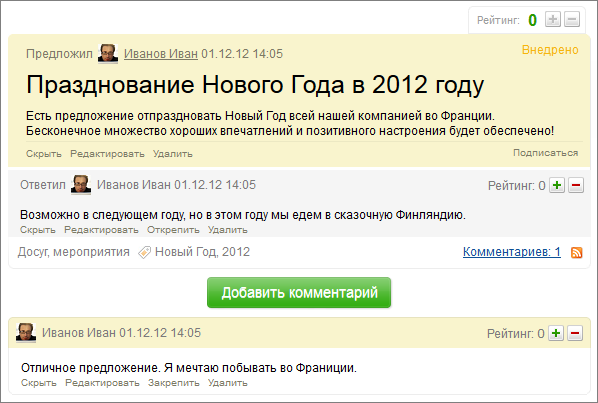 Рейтинг: 0
Предложил Иванов Иван 01.12.12 14:05 Внедрено
Празднование Нового Года в 2012 году
Есть предложение отпраздновать Новый Год всей нашей компанией во Франции.
Бесконечное множество хороших впечатлений и позитивного настроения будет обеспечено!
Скрыть Редактировать Удалить Подписаться
Ответил Иванов Иван 01.12.12 14:05 Рейтинг: 0
Возможно в следующем году, но в этом году мы едем в сказочную Финляндию.
Скрыть Редактировать Открепить Удалить
Досуг, мероприятия Новый Год, 2012 Комментариев: 1
Добавить комментарий
Иванов Иван 01.12.12 14:05 Рейтинг: 0
Отличное предложение. Я мечтаю побывать во Франиции.
Скрыть Редактировать Закрепить Удалить